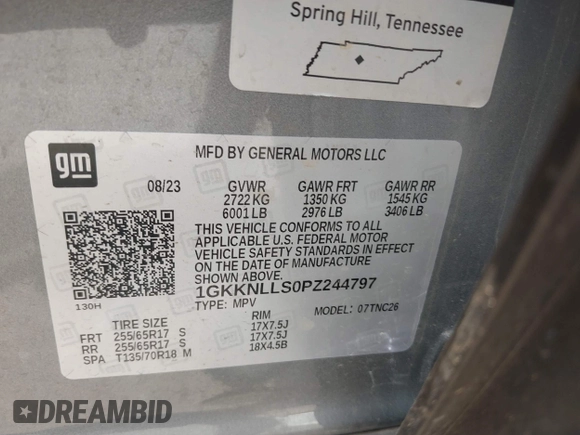 Spring Hill, Tennessee
gm
MFD BY GENERAL MOTORS LLC
08/23 GVWR GAWR FRT GAWR RR
2722 KG 1350 KG 1545 KG
6001 LB 2976 LB 3406 LB
THIS VEHICLE CONFORMS TO ALL
APPLICABLE U.S. FEDERAL MOTOR
VEHICLE SAFETY STANDARDS IN EFFECT
ON THE DATE OF MANUFACTURE
SHOWN ABOVE.
1GKKNLLS0PZ244797
TYPE: MPV MODEL: 07TNC26
130H
TIRE SIZE RIM
FRT 255/65R17 S 17X7.5J
RR 255/65R17 S 17X7.5J
SPA T135/70R18 M 18X4.5B
DREAMBID